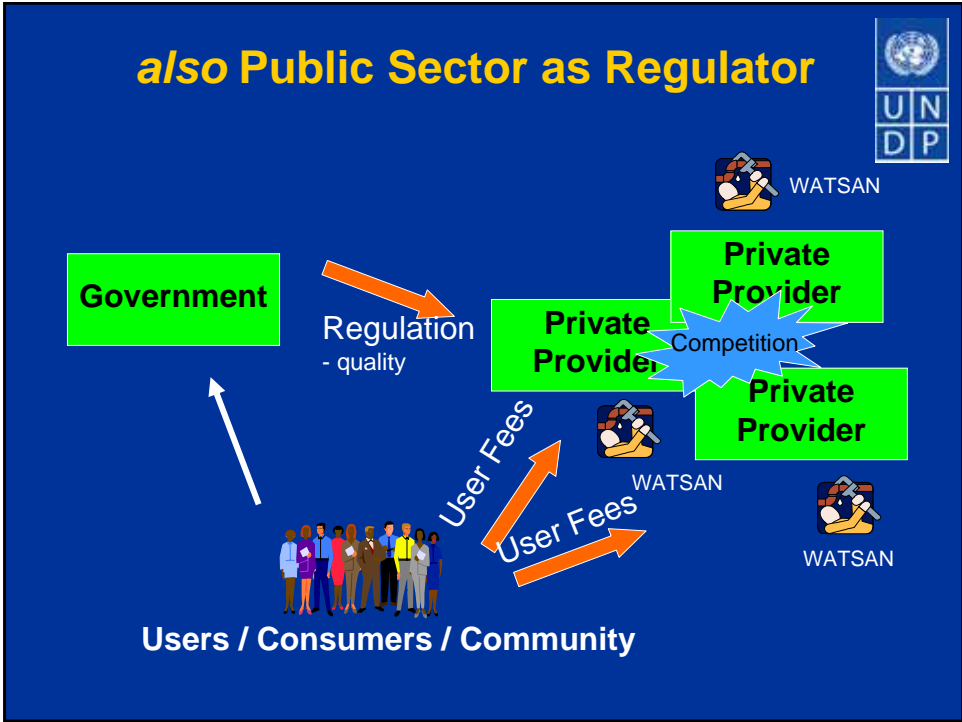 also Public Sector as Regulator
U N
D P
WATSAN
Private
Provider
Government
Regulation
- quality
Private
Provider
Competition
Private
Provider
User Fees
User Fees
WATSAN
WATSAN
Users / Consumers / Community